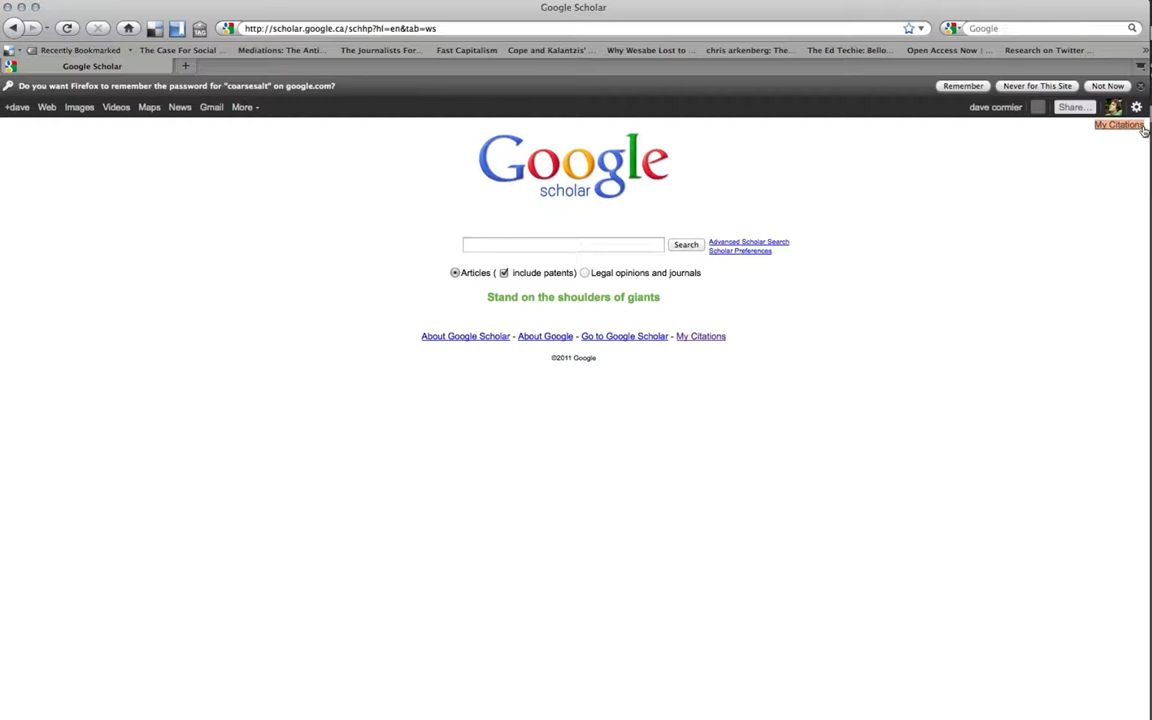 Google Scholar
http://scholar.google.ca/schhp?hl=en&tab=ws
Google
Recently Bookmarked
The Case For Social ...
Mediations: The Anti...
The Journalists For...
Fast Capitalism
Cope and Kalantzis' ...
Why Wesabe Lost to ...
chris arkenberg: The...
The Ed Techie: Bello...
Open Access Now | ...
Research on Twitter ...
Google Scholar
Do you want Firefox to remember the password for "coarsesalt" on google.com?
Remember
Never for This Site
Not Now
+dave Web Images Videos Maps News Gmail More
dave cormier
Share...
My Citations
Google
scholar
Search
Advanced Scholar Search
Scholar Preferences
Articles ( include patents) Legal opinions and journals
Stand on the shoulders of giants
About Google Scholar - About Google - Go to Google Scholar - My Citations
©2011 Google